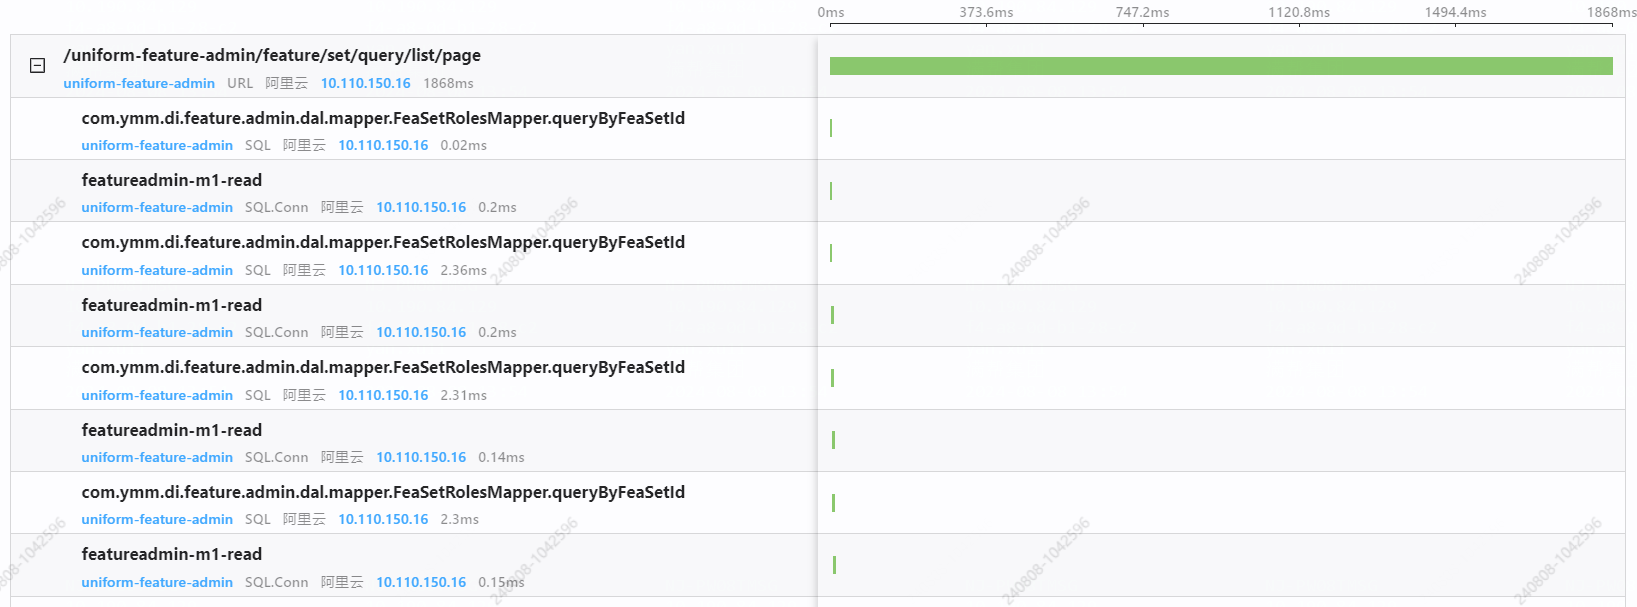 0ms 373.6ms 747.2ms 1120.8ms 1494.4ms 1868ms
/uniform-feature-admin/feature/set/query/list/page
uniform-feature-admin URL 阿里云 10.110.150.16 1868ms
com.ymm.di.feature.admin.dal.mapper.FeaSetRolesMapper.queryByFeaSetId
uniform-feature-admin SQL 阿里云 10.110.150.16 0.02ms
featureadmin-m1-read
uniform-feature-admin SQL.Conn 阿里云 10.110.150.16 0.2ms
240808-1042596 240808-1042596 240808-1042596
com.ymm.di.feature.admin.dal.mapper.FeaSetRolesMapper.queryByFeaSetId
uniform-feature-admin SQL 阿里云 10.110.150.16 2.36ms
featureadmin-m1-read
uniform-feature-admin SQL.Conn 阿里云 10.110.150.16 0.2ms
com.ymm.di.feature.admin.dal.mapper.FeaSetRolesMapper.queryByFeaSetId
uniform-feature-admin SQL 阿里云 10.110.150.16 2.31ms
featureadmin-m1-read
uniform-feature-admin SQL.Conn 阿里云 10.110.150.16 0.14ms
com.ymm.di.feature.admin.dal.mapper.FeaSetRolesMapper.queryByFeaSetId
uniform-feature-admin SQL 阿里云 10.110.150.16 2.3ms
240808-1042596 240808-1042596 240808-1042596
featureadmin-m1-read
uniform-feature-admin SQL.Conn 阿里云 10.110.150.16 0.15ms